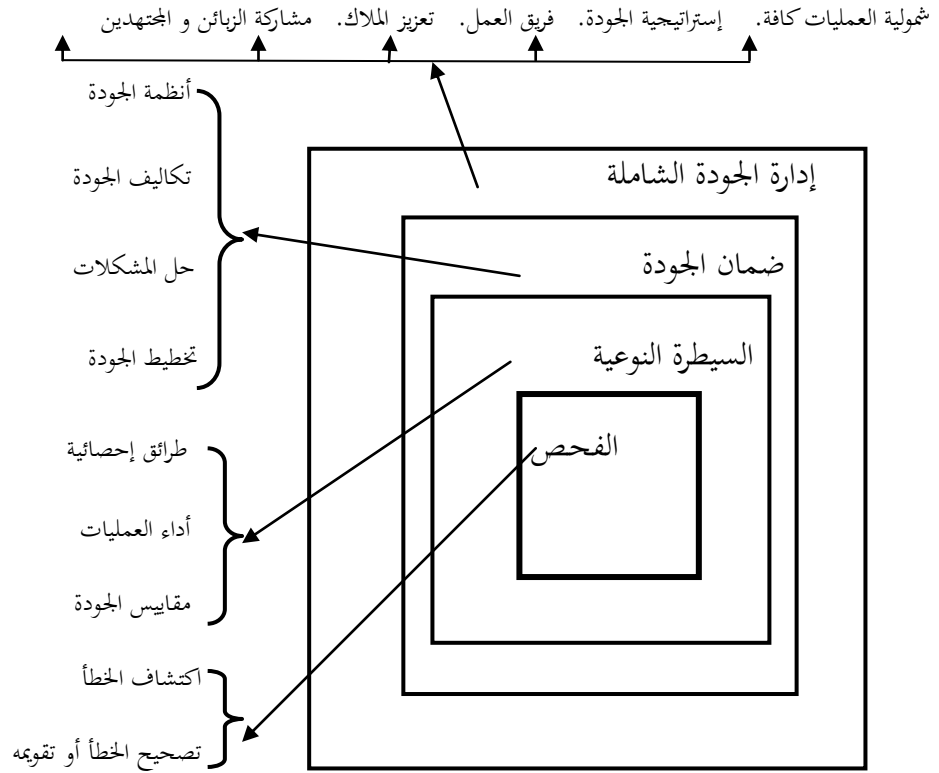 شمولية العمليات كافة. إستراتيجية الجودة. فريق العمل. تعزيز الملاك. مشاركة الزبائن و المجتهدين
أنظمة الجودة
تكاليف الجودة
حل المشكلات
تخطيط الجودة
إدارة الجودة الشاملة
ضمان الجودة
السيطرة النوعية
الفحص
طرائق إحصائية
أداء العمليات
مقاييس الجودة
اكتشاف الخطأ
تصحيح الخطأ أو تقويمه